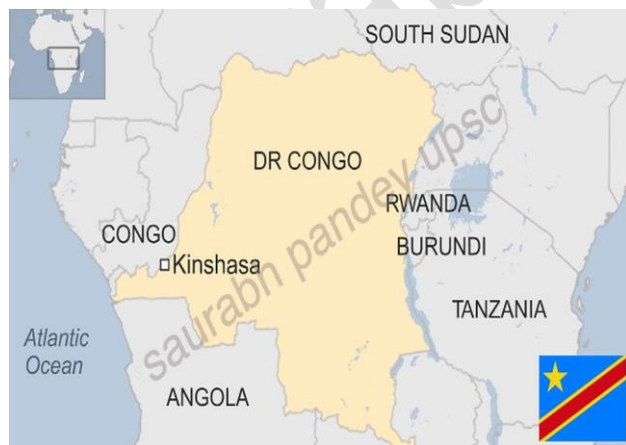 SOUTH SUDAN
DR CONGO
RWANDA
CONGO
BURUNDI
Kinshasa
TANZANIA
Atlantic
Ocean
ANGOLA
saurabh pandey upsc